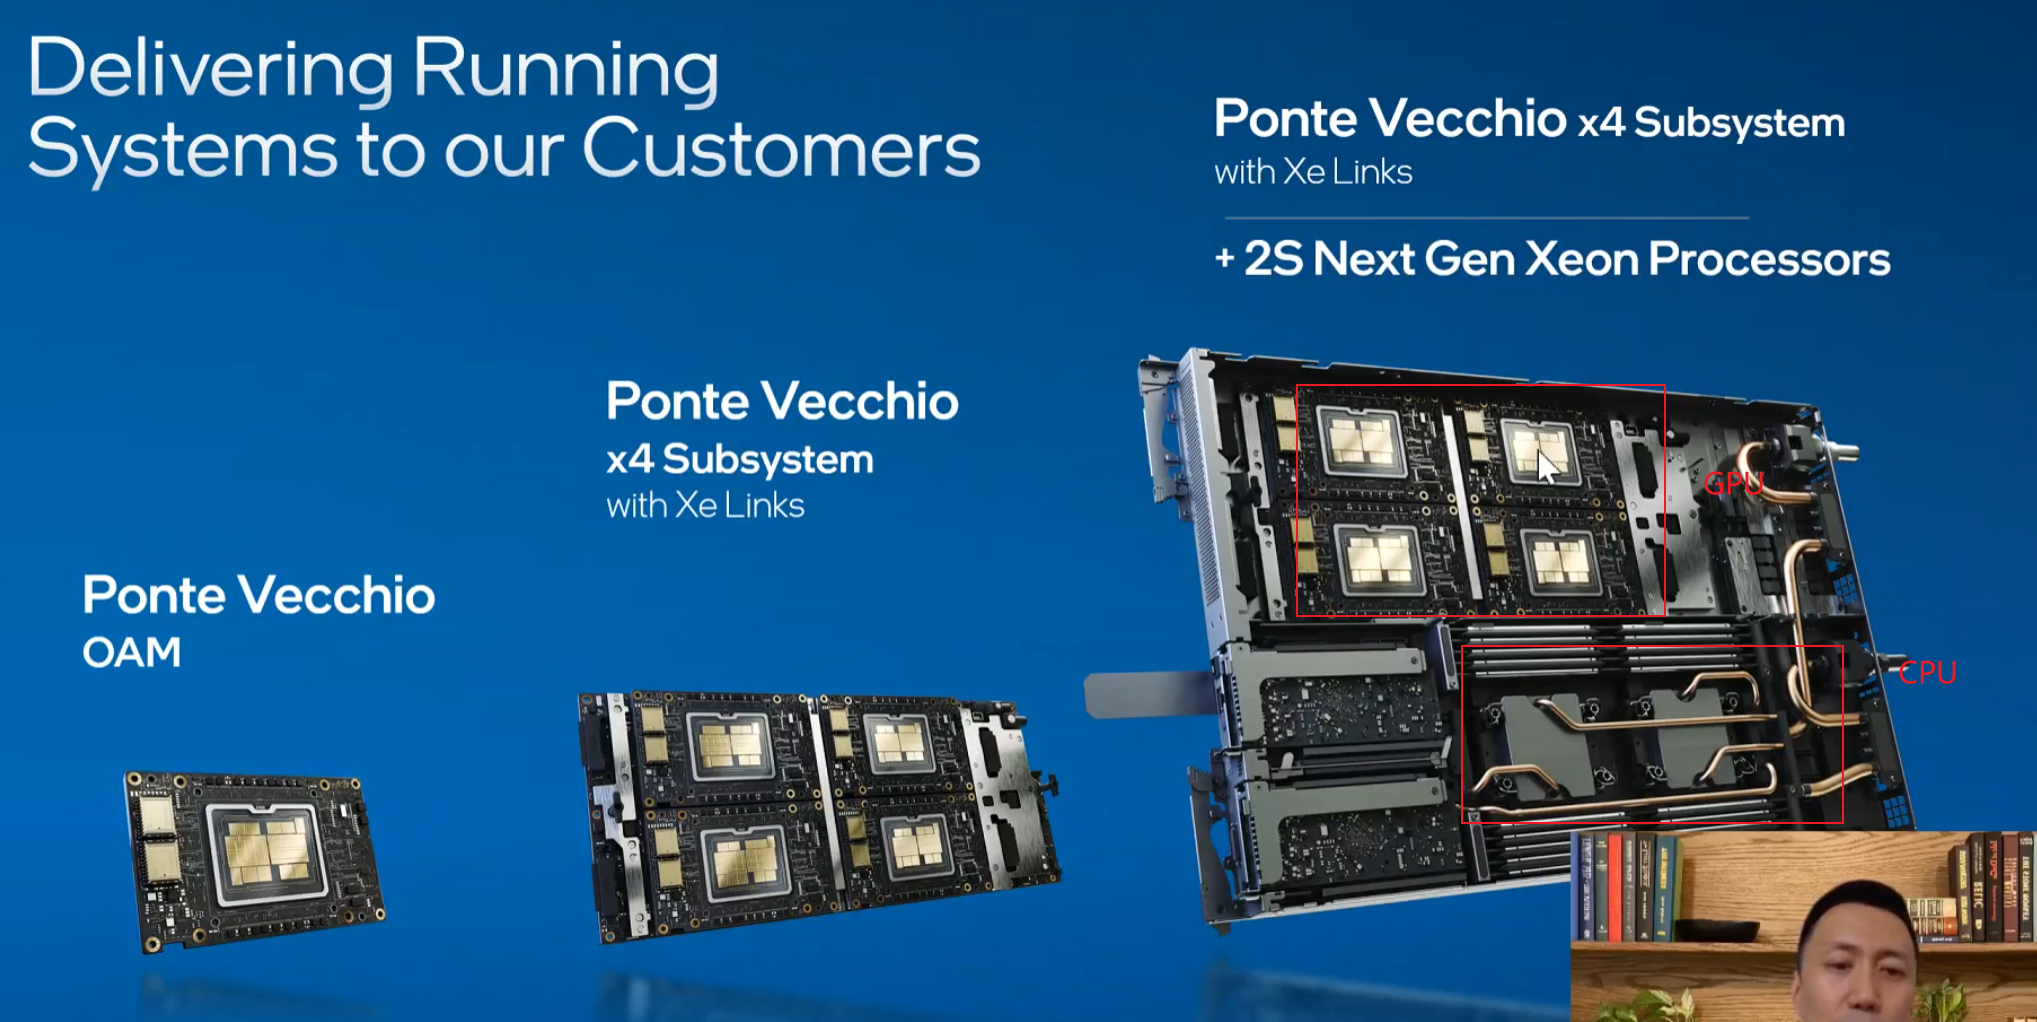 Delivering Running
Systems to our Customers
Ponte Vecchio x4 Subsystem
with Xe Links
+ 2S Next Gen Xeon Processors
Ponte Vecchio
x4 Subsystem
with Xe Links
GPU
Ponte Vecchio
OAM
CPU